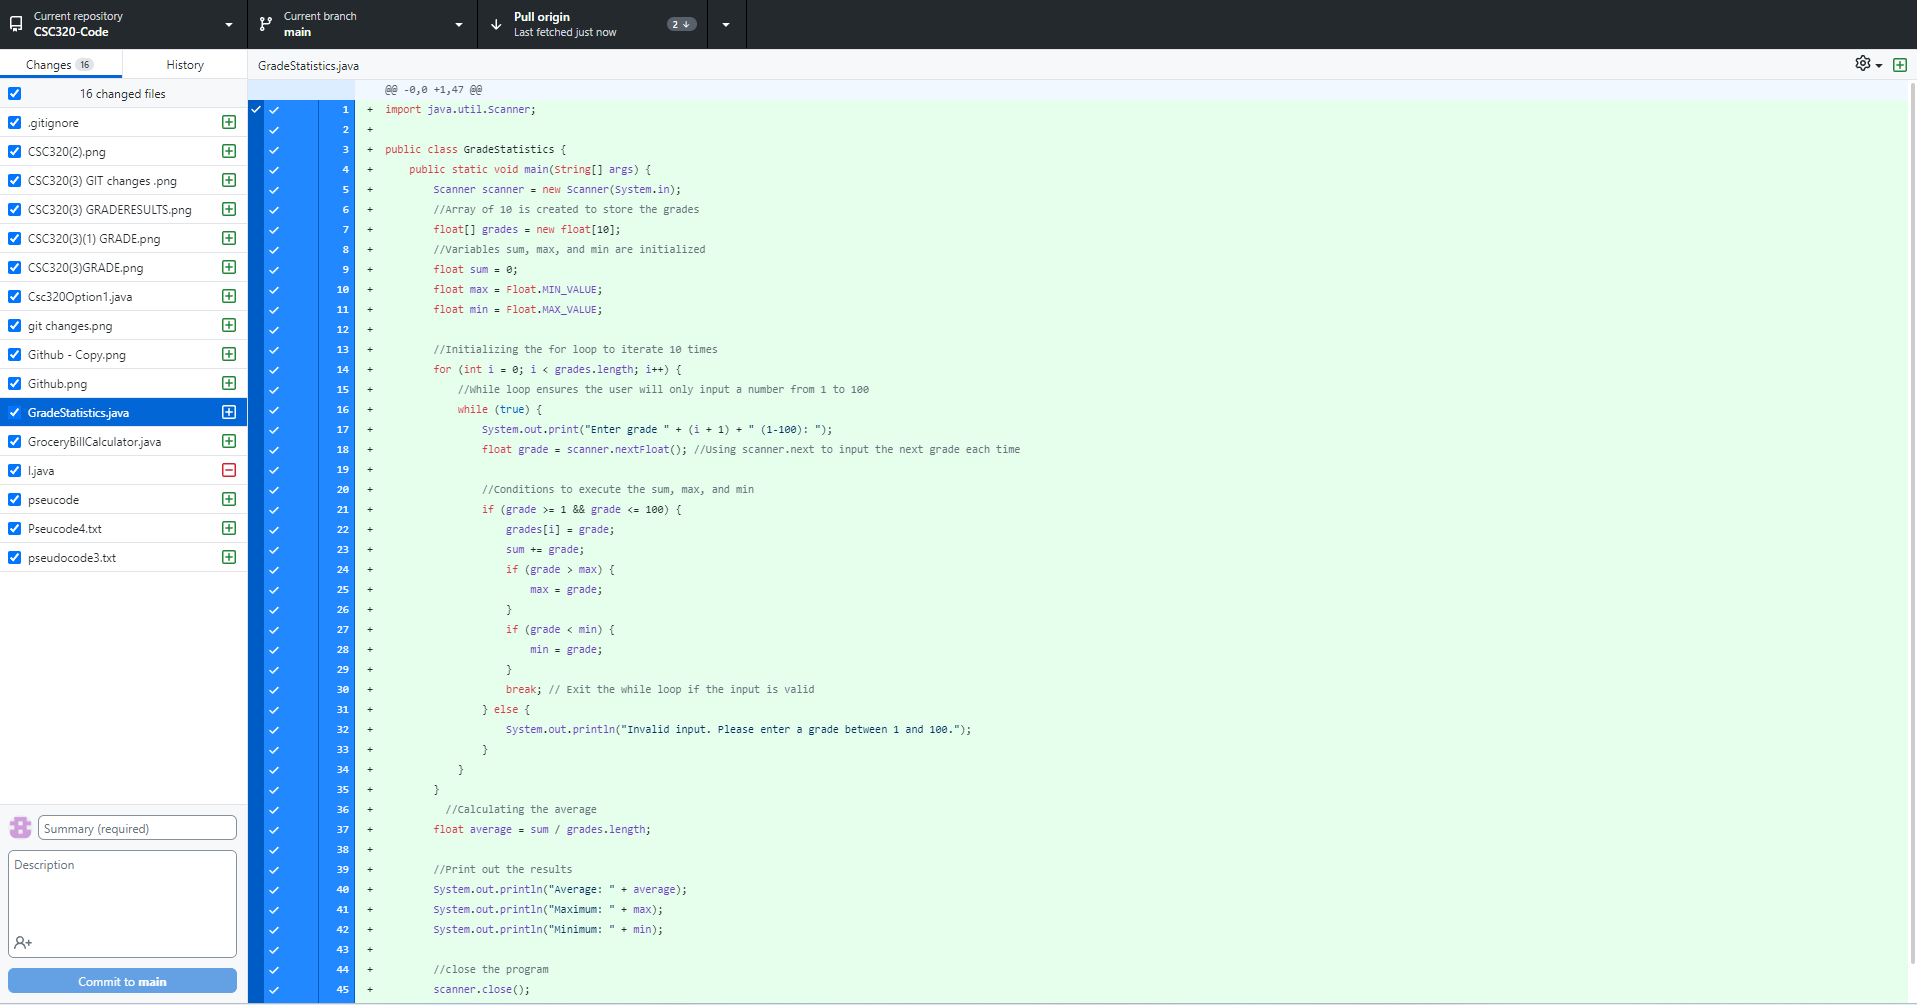 Current repository
CSC320-Code
Current branch
main
Pull origin
Last fetched just now
2
Changes 16
History
16 changed files
.gitignore
CSC320(2).png
CSC320(3) GIT changes .png
CSC320(3) GRADERESULTS.png
CSC320(3)(1) GRADE.png
CSC320(3)GRADE.png
Csc320Option1.java
git changes.png
Github - Copy.png
Github.png
GradeStatistics.java
GroceryBillCalculator.java
I.java
pseucode
Pseucode4.txt
pseudocode3.txt
Summary (required)
Description
Commit to main
GradeStatistics.java
@@ -0,0 +1,47 @@
1 + import java.util.Scanner;
2 +
3 + public class GradeStatistics {
4 + public static void main(String[] args) {
5 + Scanner scanner = new Scanner(System.in);
6 + //Array of 10 is created to store the grades
7 + float[] grades = new float[10];
8 + //Variables sum, max, and min are initialized
9 + float sum = 0;
10 + float max = Float.MIN_VALUE;
11 + float min = Float.MAX_VALUE;
12 +
13 + //Initializing the for loop to iterate 10 times
14 + for (int i = 0; i < grades.length; i++) {
15 + //While loop ensures the user will only input a number from 1 to 100
16 + while (true) {
17 + System.out.print("Enter grade " + (i + 1) + " (1-100): ");
18 + float grade = scanner.nextFloat(); //Using scanner.next to input the next grade each time
19 +
20 + //Conditions to execute the sum, max, and min
21 + if (grade >= 1 && grade <= 100) {
22 + grades[i] = grade;
23 + sum += grade;
24 + if (grade > max) {
25 + max = grade;
26 + }
27 + if (grade < min) {
28 + min = grade;
29 + }
30 + break; // Exit the while loop if the input is valid
31 + } else {
32 + System.out.println("Invalid input. Please enter a grade between 1 and 100.");
33 + }
34 + }
35 + }
36 + //Calculating the average
37 + float average = sum / grades.length;
38 +
39 + //Print out the results
40 + System.out.println("Average: " + average);
41 + System.out.println("Maximum: " + max);
42 + System.out.println("Minimum: " + min);
43 +
44 + //close the program
45 + scanner.close();